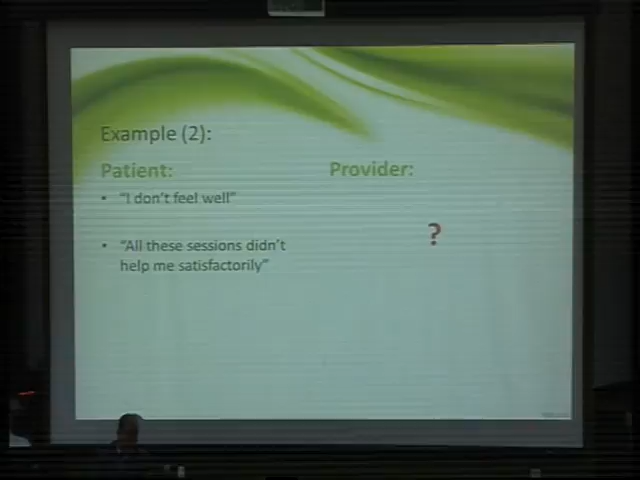 Example (2):
Patient:
Provider:
• "I don't feel well"
?
• "All these sessions didn't
help me satisfactorily"